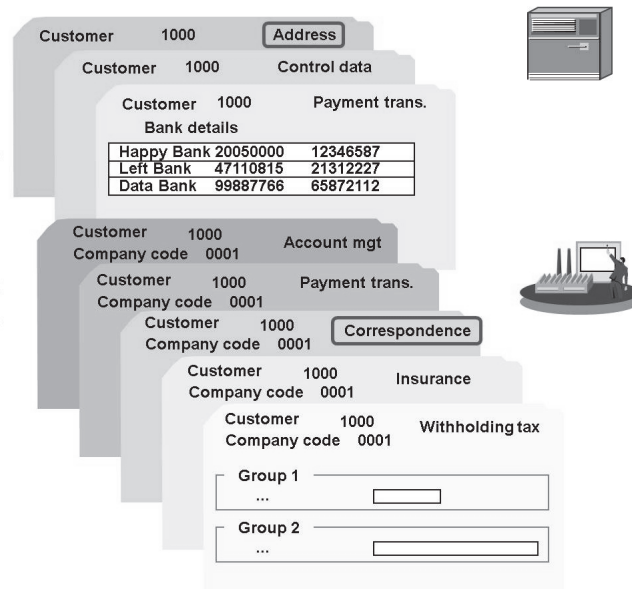 Customer 1000 Address
Customer 1000 Control data
Customer 1000 Payment trans.
Bank details
Happy Bank 20050000 12346587
Left Bank 47110815 21312227
Data Bank 99887766 65872112
Customer 1000
Company code 0001 Account mgt
Customer 1000 Payment trans.
Company code 0001
Customer 1000
Company code 0001 Correspondence
Customer 1000
Company code 0001 Insurance
Customer 1000
Company code 0001 Withholding tax
Group 1
...
Group 2
...